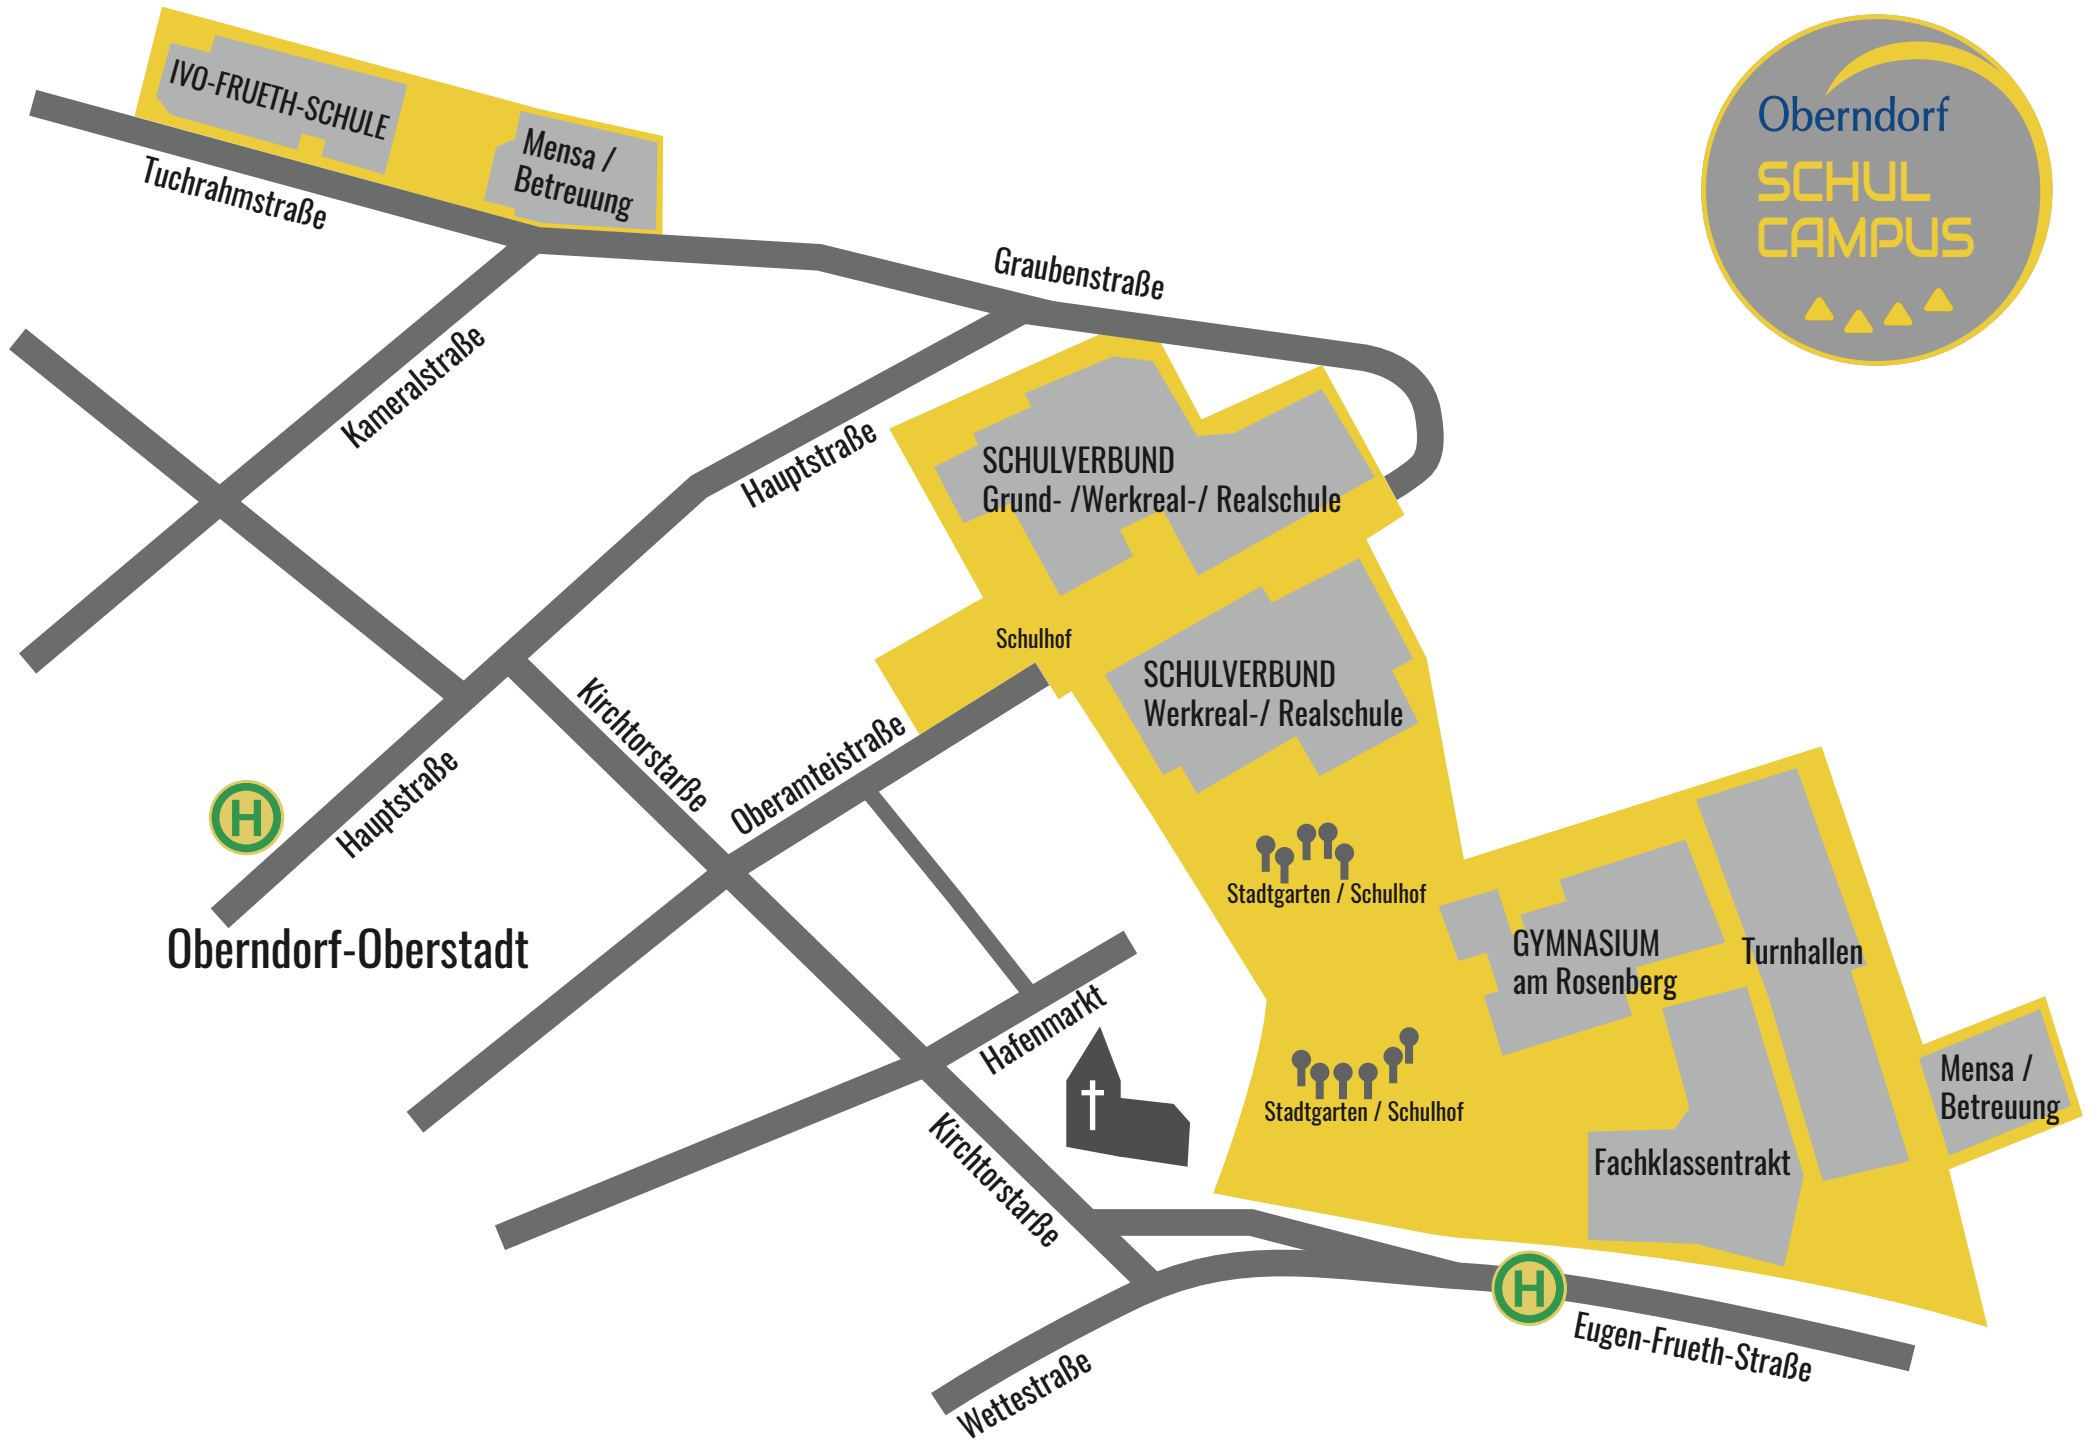 IVO-FRUETH-SCHULE
Mensa /
Betreuung
Tuchrahmstraße
Oberndorf
SCHUL
CAMPUS
Graubenstraße
Kameralstraße
Hauptstraße
SCHULVERBUND
Grund- /Werkreal-/ Realschule
Schulhof
SCHULVERBUND
Werkreal-/ Realschule
Kirchtorstarße
Oberamteistraße
Hauptstraße
H
Oberndorf-Oberstadt
Stadtgarten / Schulhof
GYMNASIUM
am Rosenberg
Turnhallen
Hafenmarkt
Mensa /
Betreuung
Stadtgarten / Schulhof
Fachklassentrakt
Kirchtorstarße
H
Eugen-Frueth-Straße
Wettestraße